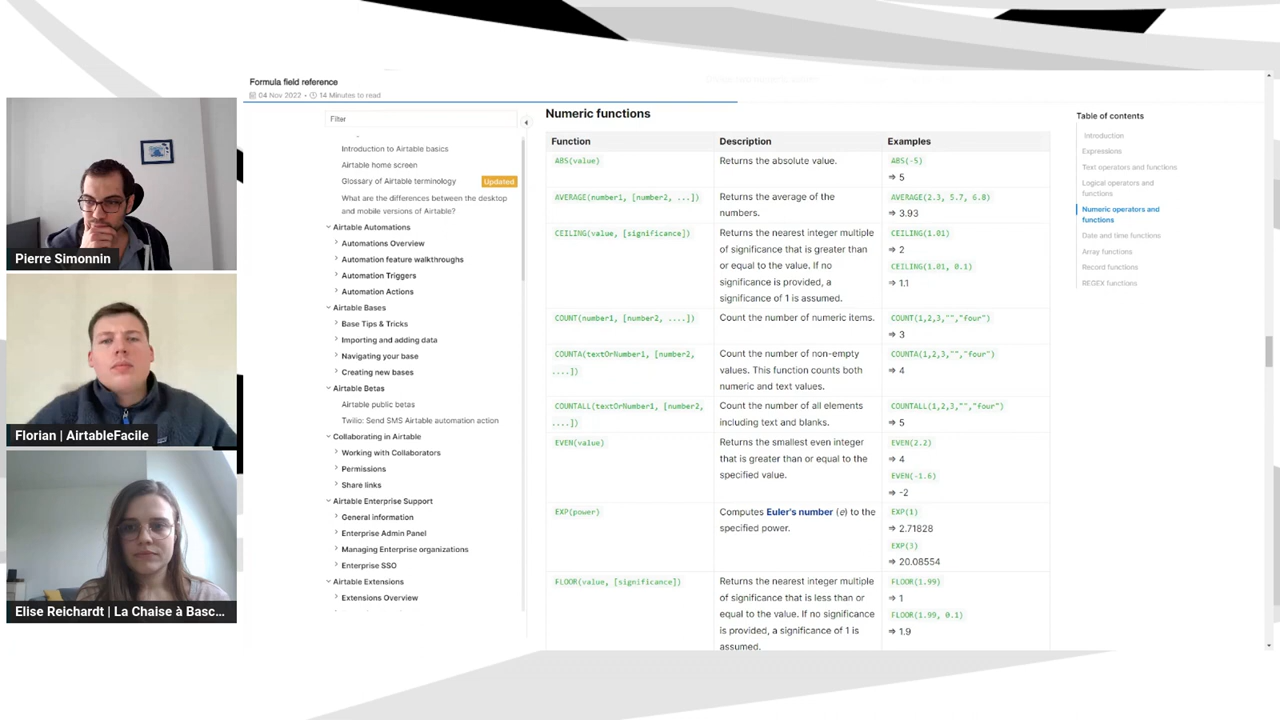 Formula field reference
04 Nov 2022 • 14 Minutes to read
Pierre Simonnin
Florian | AirtableFacile
Elise Reichardt | La Chaise à Basc...
Filter
Introduction to Airtable basics
Airtable home screen
Glossary of Airtable terminology Updated
What are the differences between the desktop
and mobile versions of Airtable?
Airtable Automations
Automations Overview
Automation feature walkthroughs
Automation Triggers
Automation Actions
Airtable Bases
Base Tips & Tricks
Importing and adding data
Navigating your base
Creating new bases
Airtable Betas
Airtable public betas
Twilio: Send SMS Airtable automation action
Collaborating in Airtable
Working with Collaborators
Permissions
Share links
Airtable Enterprise Support
General information
Enterprise Admin Panel
Managing Enterprise organizations
Enterprise SSO
Airtable Extensions
Extensions Overview
Numeric functions
Function Description Examples
ABS(value) Returns the absolute value. ABS(-5)
⇒ 5
AVERAGE(number1, [number2, ...]) Returns the average of the AVERAGE(2.3, 5.7, 6.8)
numbers. ⇒ 3.93
CEILING(value, [significance]) Returns the nearest integer multiple CEILING(1.01)
of significance that is greater than ⇒ 2
or equal to the value. If no CEILING(1.01, 0.1)
significance is provided, a ⇒ 1.1
significance of 1 is assumed.
COUNT(number1, [number2, ....]) Count the number of numeric items. COUNT(1,2,3,"","four")
⇒ 3
COUNTA(textOrNumber1, [number2, Count the number of non-empty COUNTA(1,2,3,"","four")
....]) values. This function counts both ⇒ 4
numeric and text values.
COUNTALL(textOrNumber1, [number2, Count the number of all elements COUNTALL(1,2,3,"","four")
....]) including text and blanks. ⇒ 5
EVEN(value) Returns the smallest even integer EVEN(2.2)
that is greater than or equal to the ⇒ 4
specified value. EVEN(-1.6)
⇒ -2
EXP(power) Computes Euler's number (e) to the EXP(1)
specified power. ⇒ 2.71828
EXP(3)
⇒ 20.08554
FLOOR(value, [significance]) Returns the nearest integer multiple FLOOR(1.99)
of significance that is less than or ⇒ 1
equal to the value. If no significance FLOOR(1.99, 0.1)
is provided, a significance of 1 is ⇒ 1.9
assumed.
Table of contents
Introduction
Expressions
Text operators and functions
Logical operators and
functions
Numeric operators and
functions
Date and time functions
Array functions
Record functions
REGEX functions